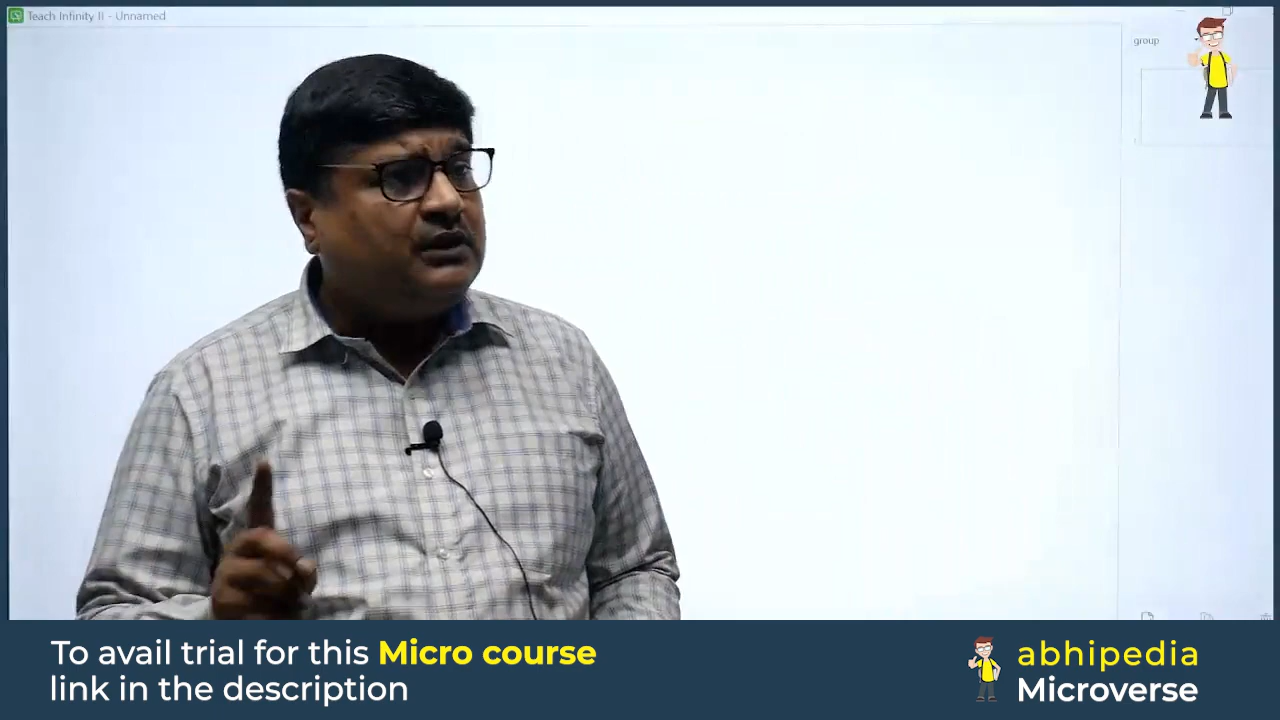 Teach Infinity II - Unnamed
group
To avail trial for this Micro course
link in the description
abhipedia
Microverse